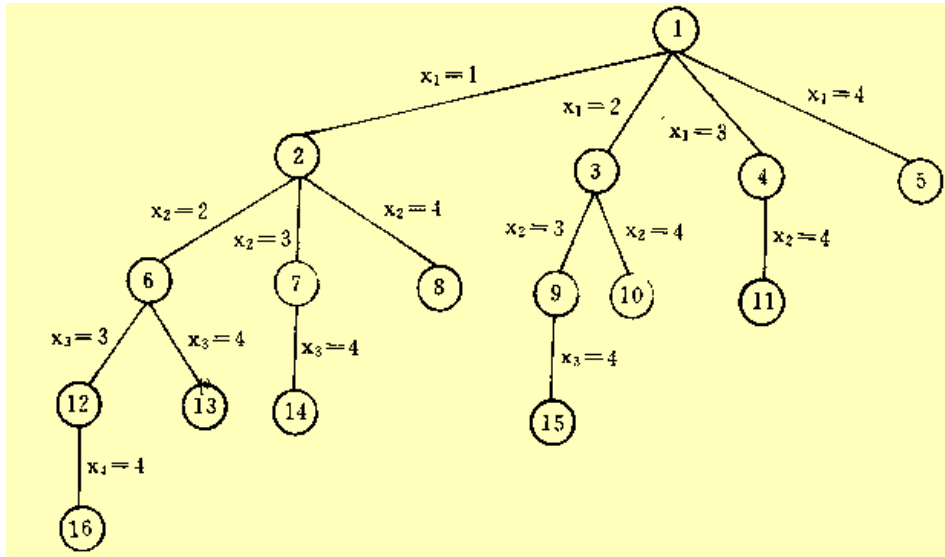 1
x₁=1
x₁=2
x₁=3
x₁=4
2
3
4
5
x₂=2
x₂=3
x₂=4
x₂=3
x₂=4
x₂=4
6
7
8
9
10
11
x₃=3
x₃=4
x₃=4
x₃=4
12
13
14
15
x₄=4
16